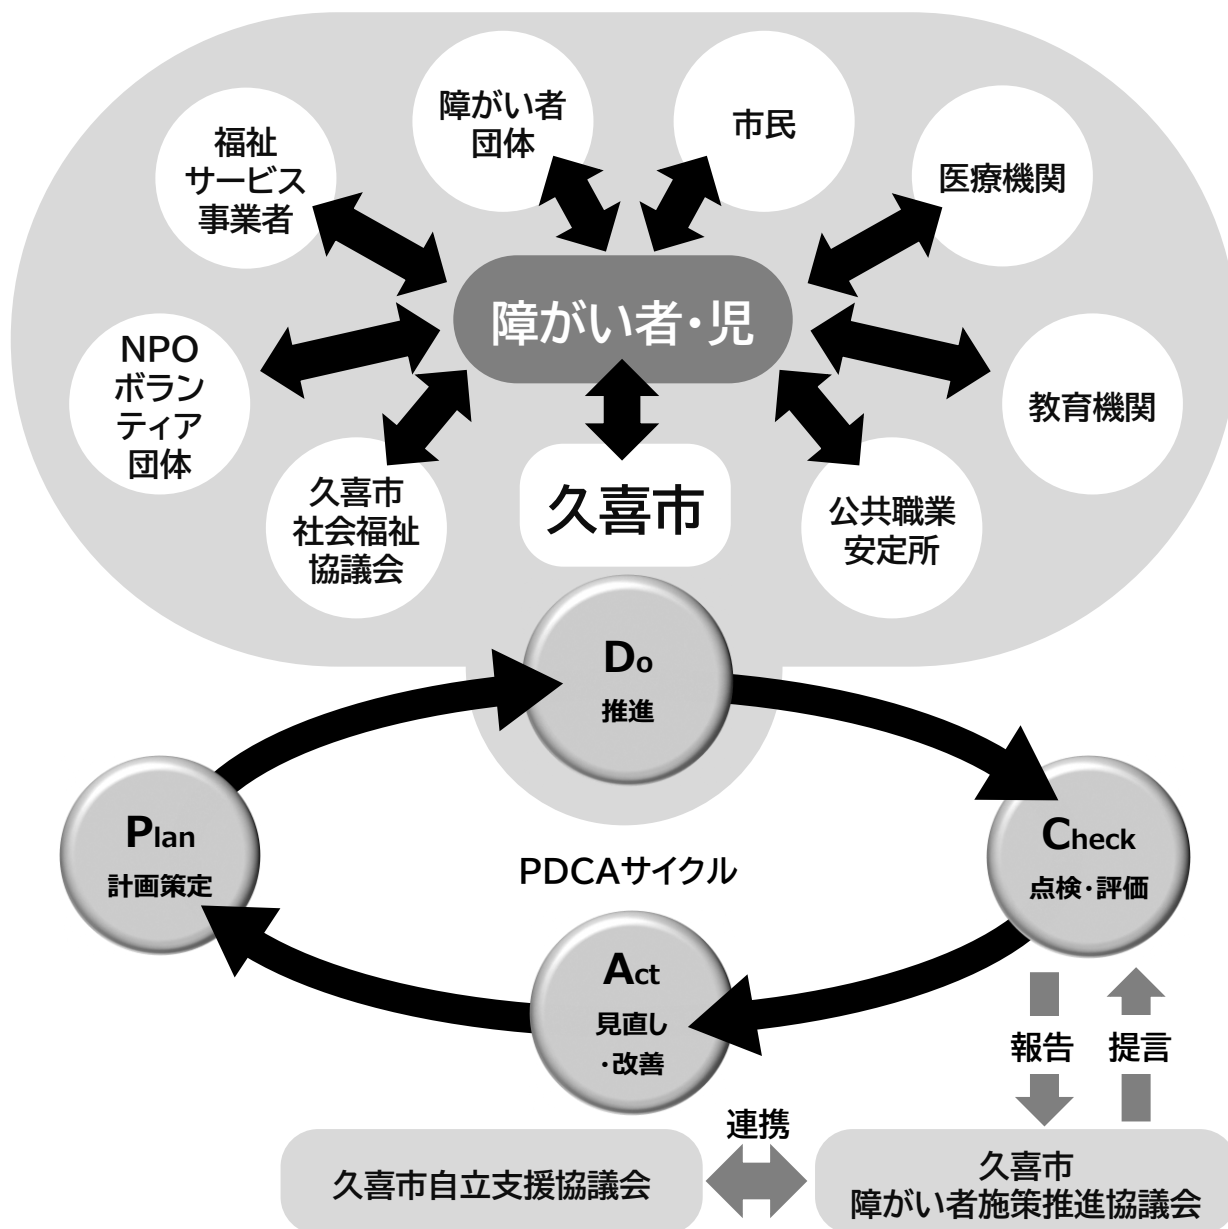 障がい者
団体
市民
福祉
サービス
事業者
医療機関
障がい者・児
NPO
ボラン
ティア
団体
教育機関
久喜市
社会福祉
協議会
久喜市
公共職業
安定所
Do
推進
Plan
計画策定
Check
点検・評価
PDCAサイクル
Act
見直し
・改善
報告
提言
連携
久喜市自立支援協議会
久喜市
障がい者施策推進協議会